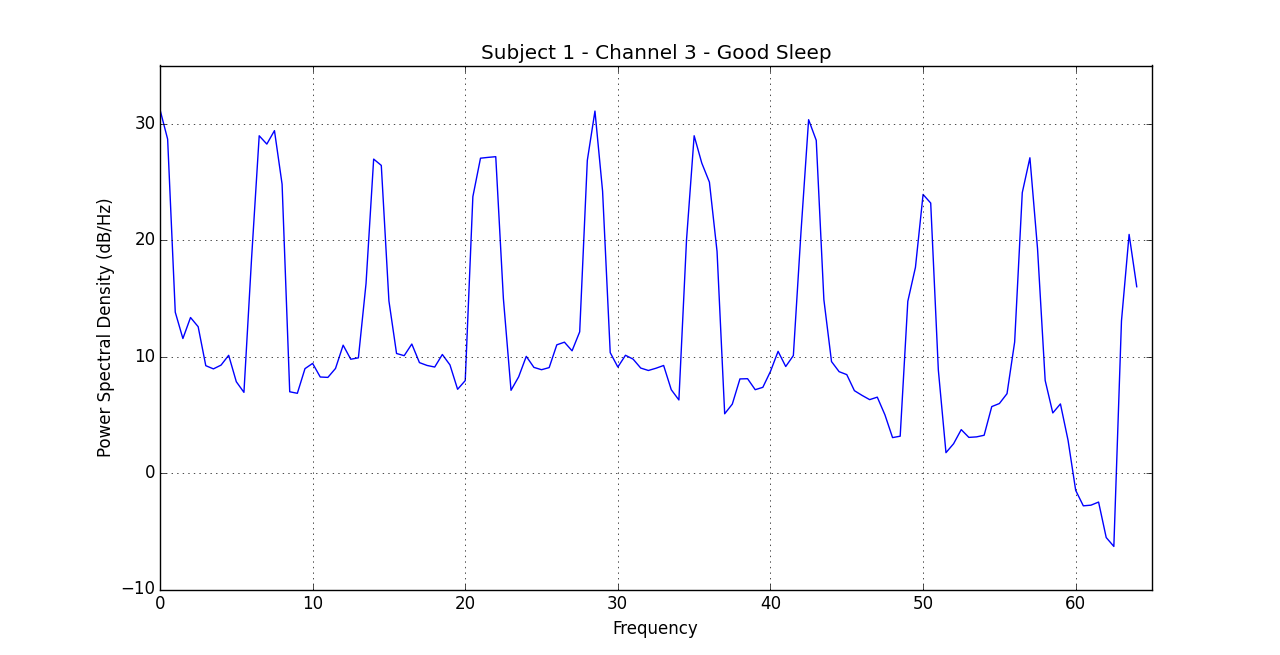 Subject 1 - Channel 3 - Good Sleep
Power Spectral Density (dB/Hz)
30
20
10
0
−10
0 10 20 30 40 50 60
Frequency